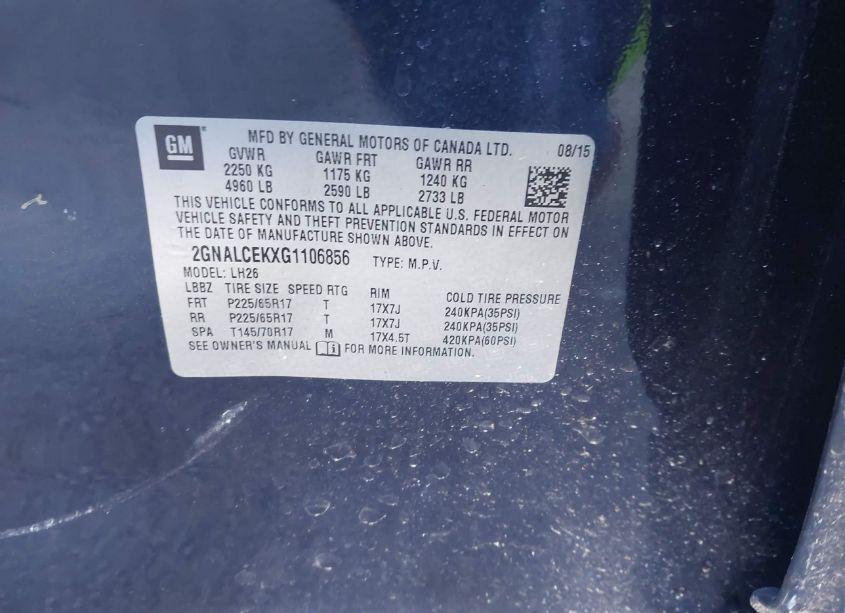 GM MFD BY GENERAL MOTORS OF CANADA LTD. 08/15
GVWR GAWR FRT GAWR RR
2250 KG 1175 KG 1240 KG
4960 LB 2590 LB 2733 LB
THIS VEHICLE CONFORMS TO ALL APPLICABLE U.S. FEDERAL MOTOR
VEHICLE SAFETY AND THEFT PREVENTION STANDARDS IN EFFECT ON
THE DATE OF MANUFACTURE SHOWN ABOVE.
2GNALCEKXG1106856 TYPE: M.P.V.
MODEL: LH26
LBBZ TIRE SIZE SPEED RTG RIM COLD TIRE PRESSURE
FRT P225/65R17 T 17X7J 240KPA(35PSI)
RR P225/65R17 T 17X7J 240KPA(35PSI)
SPA T145/70R17 M 17X4.5T 420KPA(60PSI)
SEE OWNER'S MANUAL FOR MORE INFORMATION.